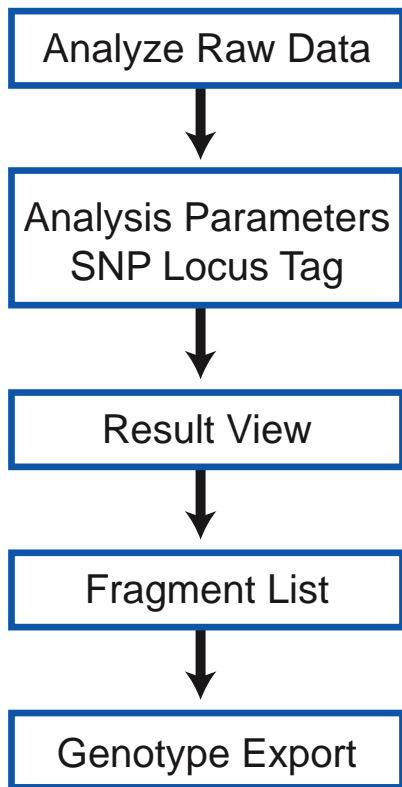 Analyze Raw Data
Analysis Parameters
SNP Locus Tag
Result View
Fragment List
Genotype Export